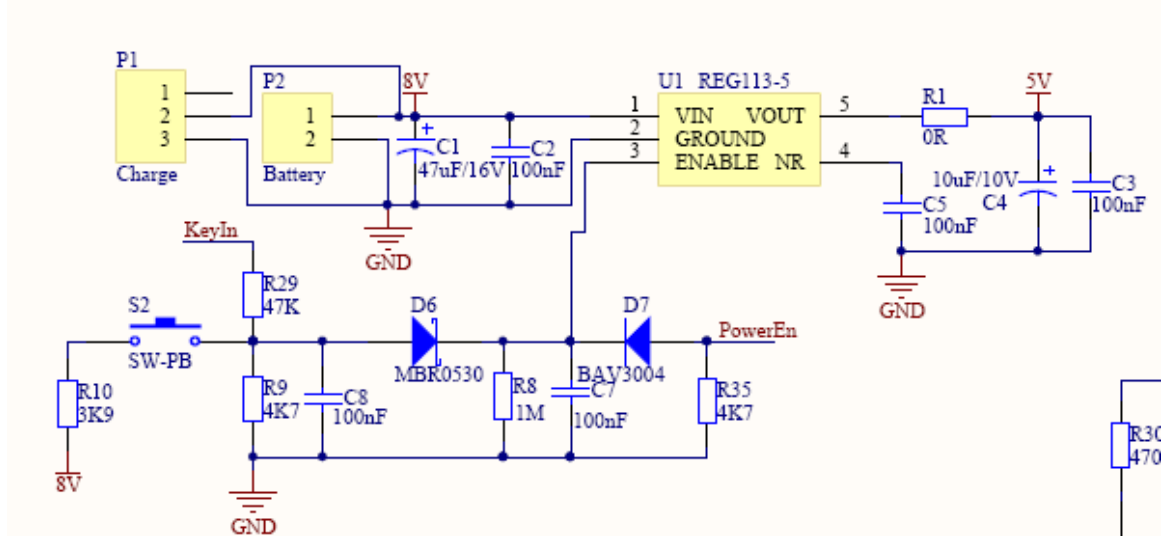 P1
1
2
3
Charge
P2
1
2
Battery
8V
C1
47uF/16V
C2
100nF
GND
U1 REG113-5
1 VIN VOUT 5
2 GROUND
3 ENABLE NR 4
R1
0R
5V
10uF/10V
C4
C3
100nF
C5
100nF
GND
KeyIn
R29
47K
S2
SW-PB
R10
3K9
8V
R9
4K7
C8
100nF
GND
D6
MBR0530
R8
1M
D7
BAV3004
C7
100nF
PowerEn
R35
4K7
R30
470